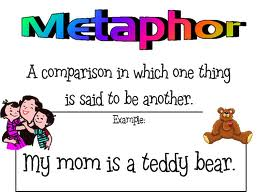 Metaphor
A comparison in which one thing
is said to be another.
Example:
My mom is a teddy bear.